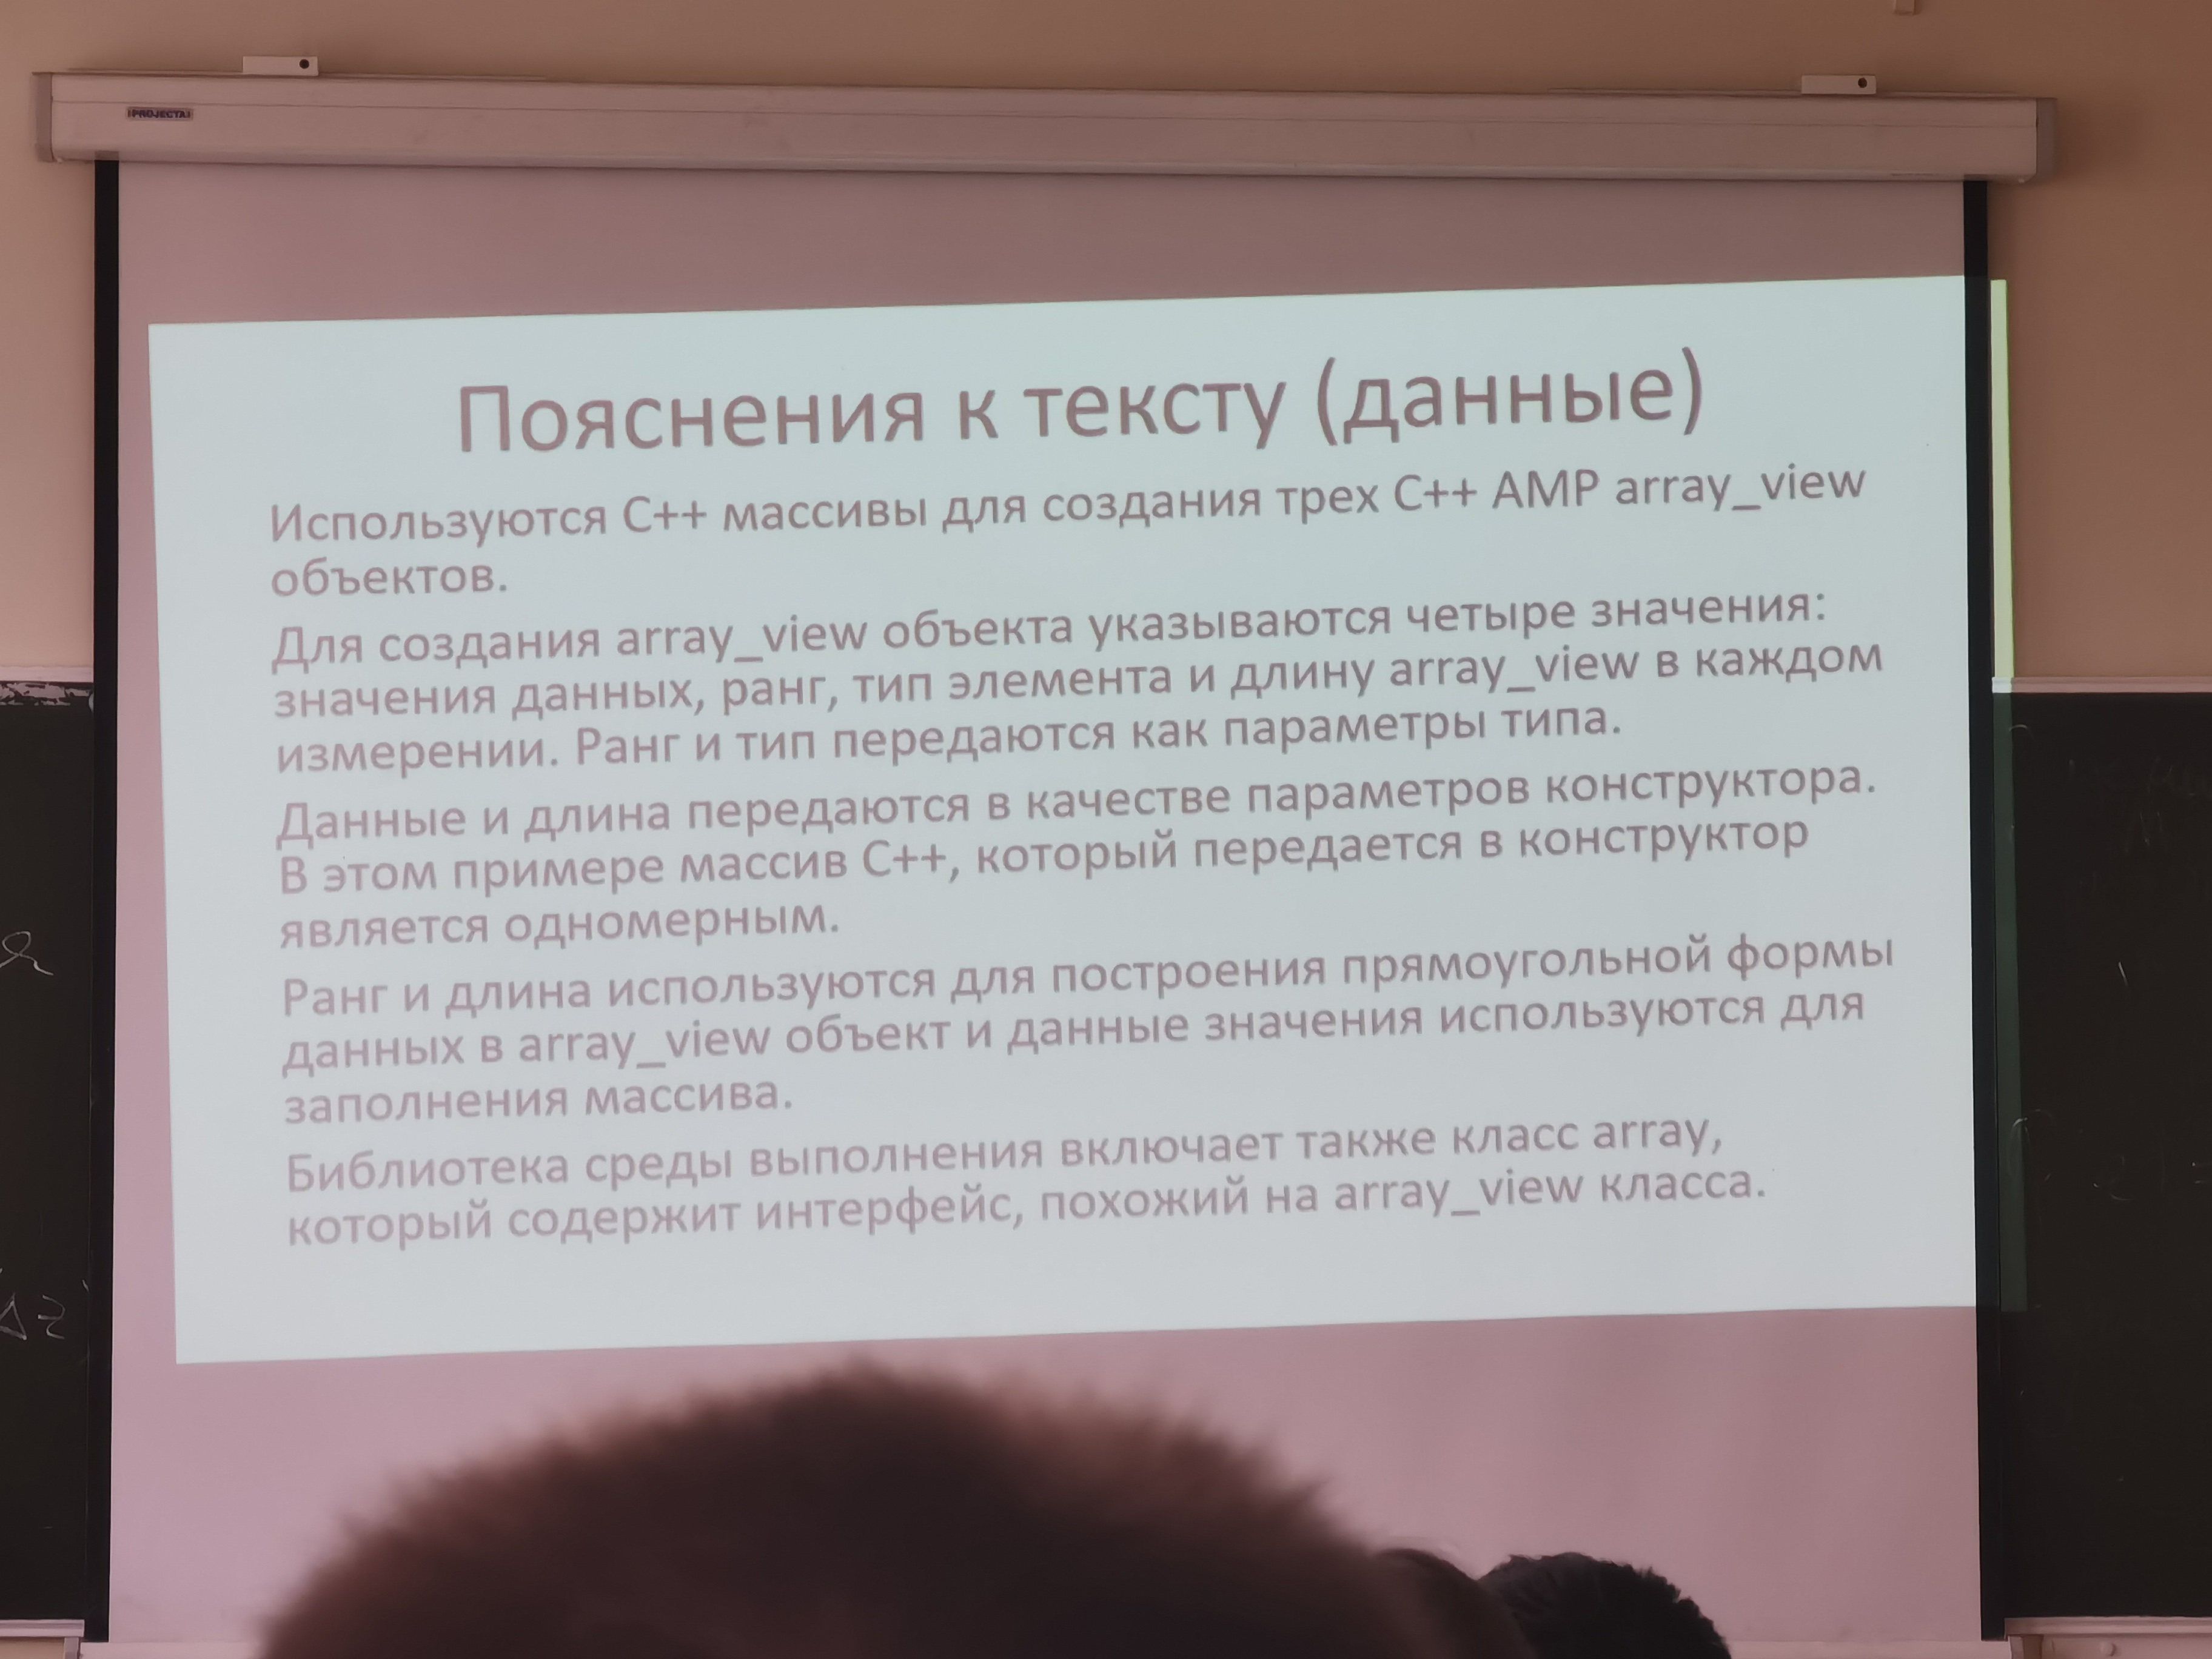 PROJECTA
Пояснения к тексту (данные)
Используются C++ массивы для создания трех C++ AMP array_view
объектов.
Для создания array_view объекта указываются четыре значения:
значения данных, ранг, тип элемента и длину array_view в каждом
измерении. Ранг и тип передаются как параметры типа.
Данные и длина передаются в качестве параметров конструктора.
В этом примере массив C++, который передается в конструктор
является одномерным.
Ранг и длина используются для построения прямоугольной формы
данных в array_view объект и данные значения используются для
заполнения массива.
Библиотека среды выполнения включает также класс array,
который содержит интерфейс, похожий на array_view класса.